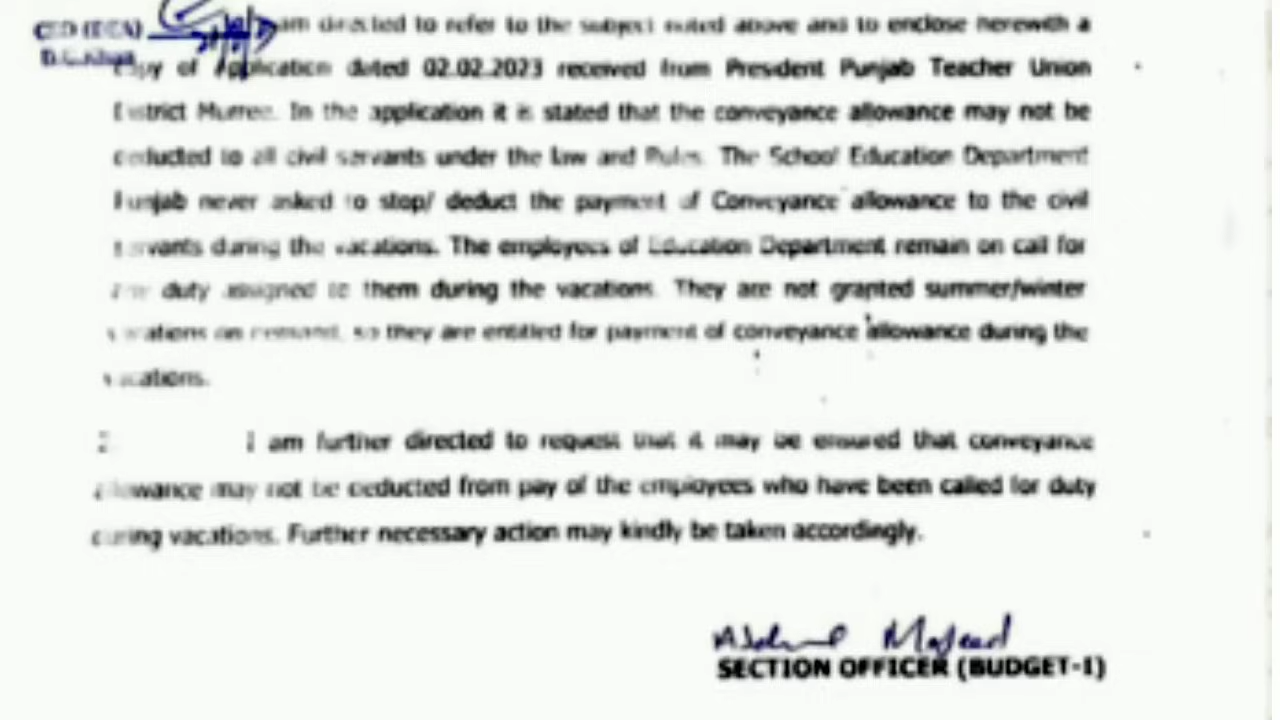 CEO (DEA)
am directed to refer to the subject noted above and to enclose herewith a
copy of application dated 02.02.2023 received from President Punjab Teacher Union
District Murree. In the application it is stated that the conveyance allowance may not be
deducted to all civil servants under the law and Rules. The School Education Department
Punjab never asked to stop/ deduct the payment of Conveyance allowance to the civil
servants during the vacations. The employees of Education Department remain on call for
duty assigned to them during the vacations. They are not granted summer/winter
vacations on demand, so they are entitled for payment of conveyance allowance during the
vacations.
2. I am further directed to request that it may be ensured that conveyance
allowance may not be deducted from pay of the employees who have been called for duty
during vacations. Further necessary action may kindly be taken accordingly.
Majeed
SECTION OFFICER (BUDGET-I)